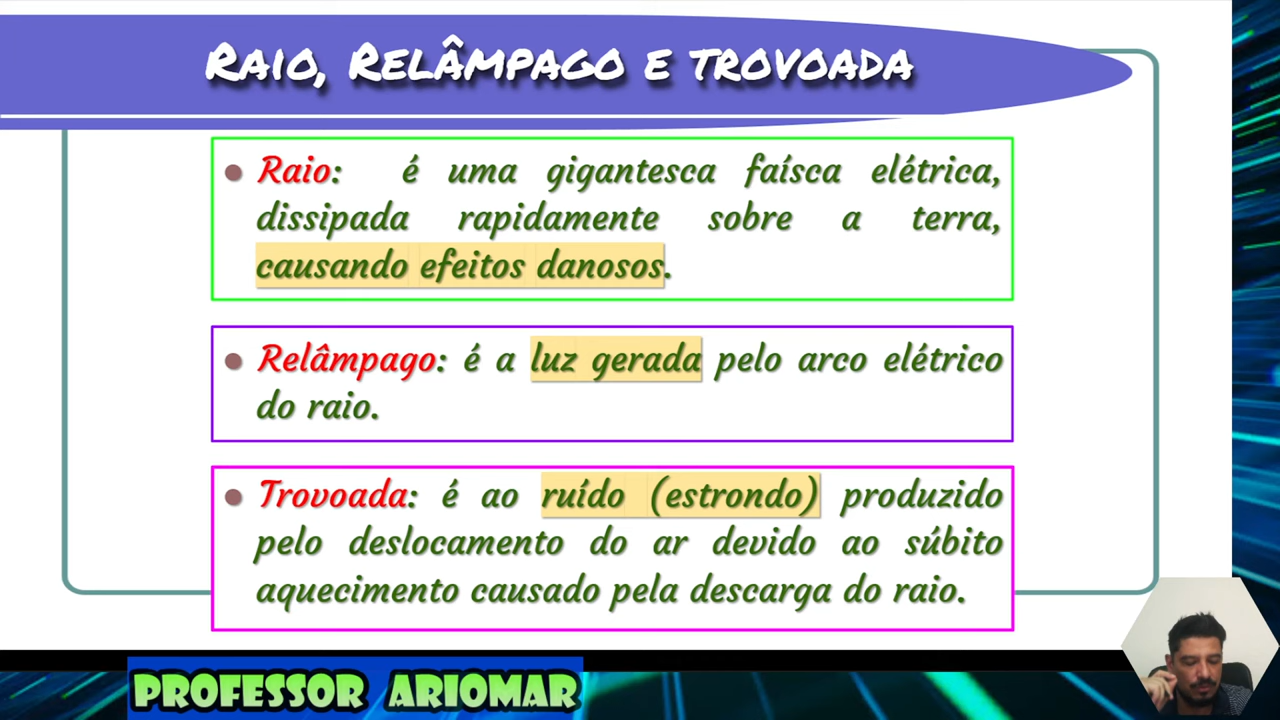 Raio, Relâmpago e trovoada
Raio: é uma gigantesca faísca elétrica,
dissipada rapidamente sobre a terra,
causando efeitos danosos.
Relâmpago: é a luz gerada pelo arco elétrico
do raio.
Trovoada: é ao ruído (estrondo) produzido
pelo deslocamento do ar devido ao súbito
aquecimento causado pela descarga do raio.
PROFESSOR ARIOMAR